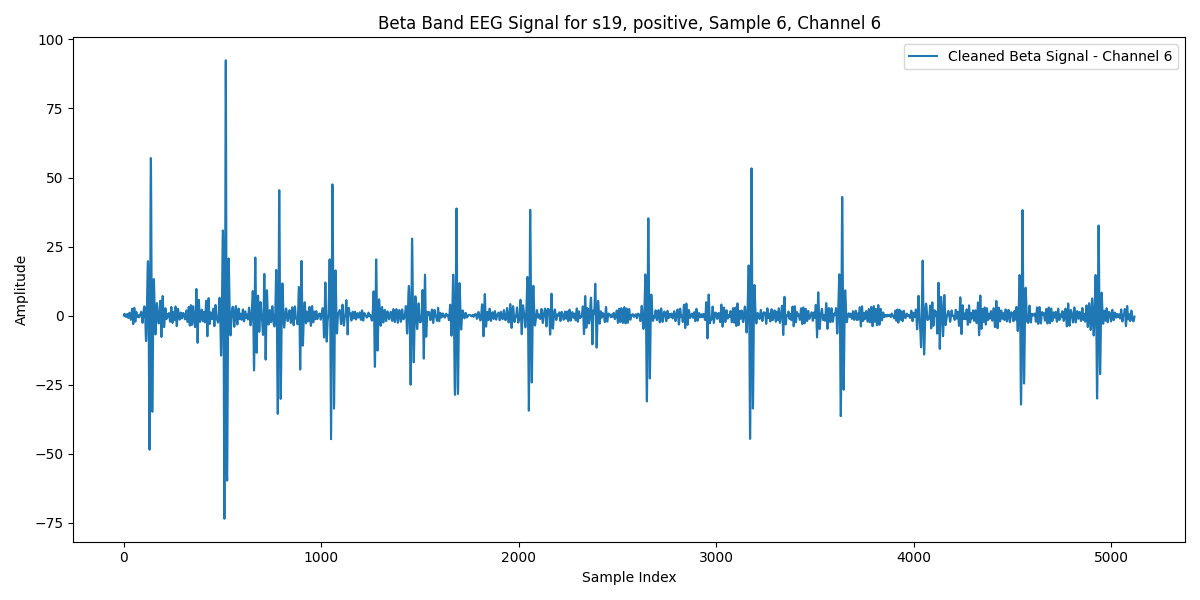 Beta Band EEG Signal for s19, positive, Sample 6, Channel 6
Cleaned Beta Signal - Channel 6
Amplitude
100
75
50
25
0
−25
−50
−75
0 1000 2000 3000 4000 5000
Sample Index